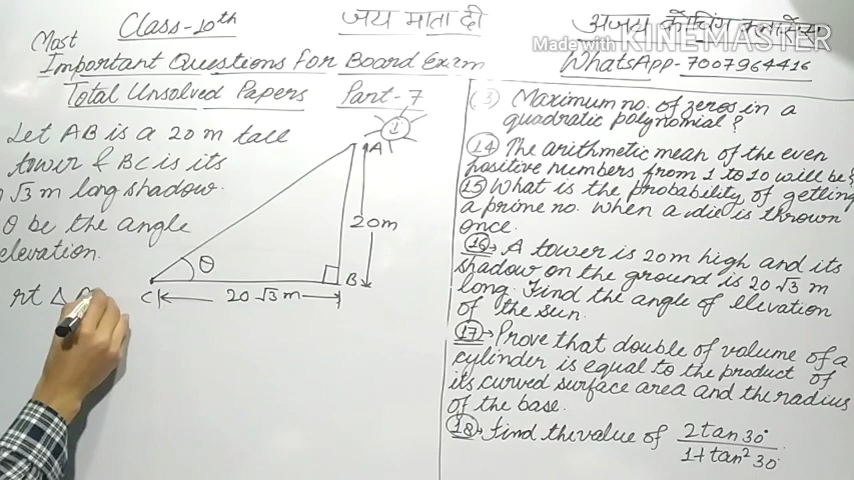 Class-10th
जय माता दी
अजय कोचिंग क्लासेस
Made with KINEMASTER
Most
Important Questions for Board Exam
WhatsApp-7007964416
Total Unsolved Papers Part-7
Let AB is a 20 m tall
tower & BC is its
√3 m long shadow.
θ be the angle
elevation.
rt △
A
20m
θ
B
C
20√3 m
3) Maximum no. of zeros in a
quadratic polynomial?
(14) The arithmetic mean of the even
positive numbers from 1 to 10 will be?
(15) What is the probability of getting
a prime no. when a die is thrown
once.
(16)→ A tower is 20m high and its
shadow on the ground is 20√3 m
long. Find the angle of elevation
of the sun.
(17)→ Prove that double of volume of a
cylinder is equal to the product of
its curved surface area and the radius
of the base.
(18)→ Find the value of 2tan30° / 1+tan²30°